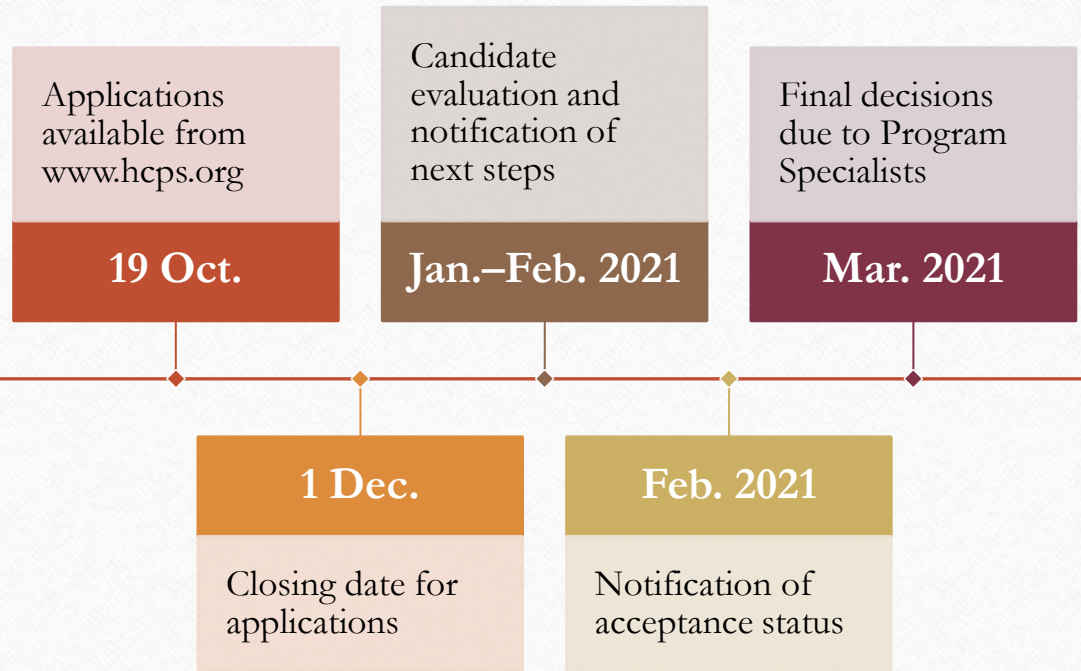 Applications
available from
www.hcps.org
19 Oct.
1 Dec.
Closing date for
applications
Candidate
evaluation and
notification of
next steps
Jan.–Feb. 2021
Feb. 2021
Notification of
acceptance status
Final decisions
due to Program
Specialists
Mar. 2021